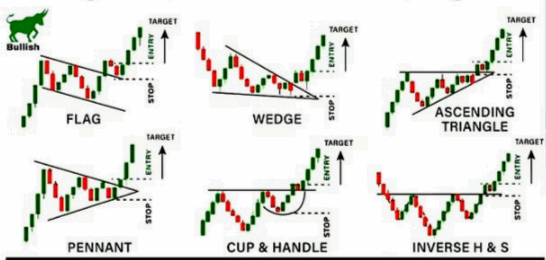 Bullish
TARGET
ENTRY
STOP
FLAG
TARGET
ENTRY
STOP
WEDGE
TARGET
ENTRY
STOP
ASCENDING
TRIANGLE
TARGET
ENTRY
STOP
PENNANT
TARGET
ENTRY
STOP
CUP & HANDLE
TARGET
ENTRY
STOP
INVERSE H & S